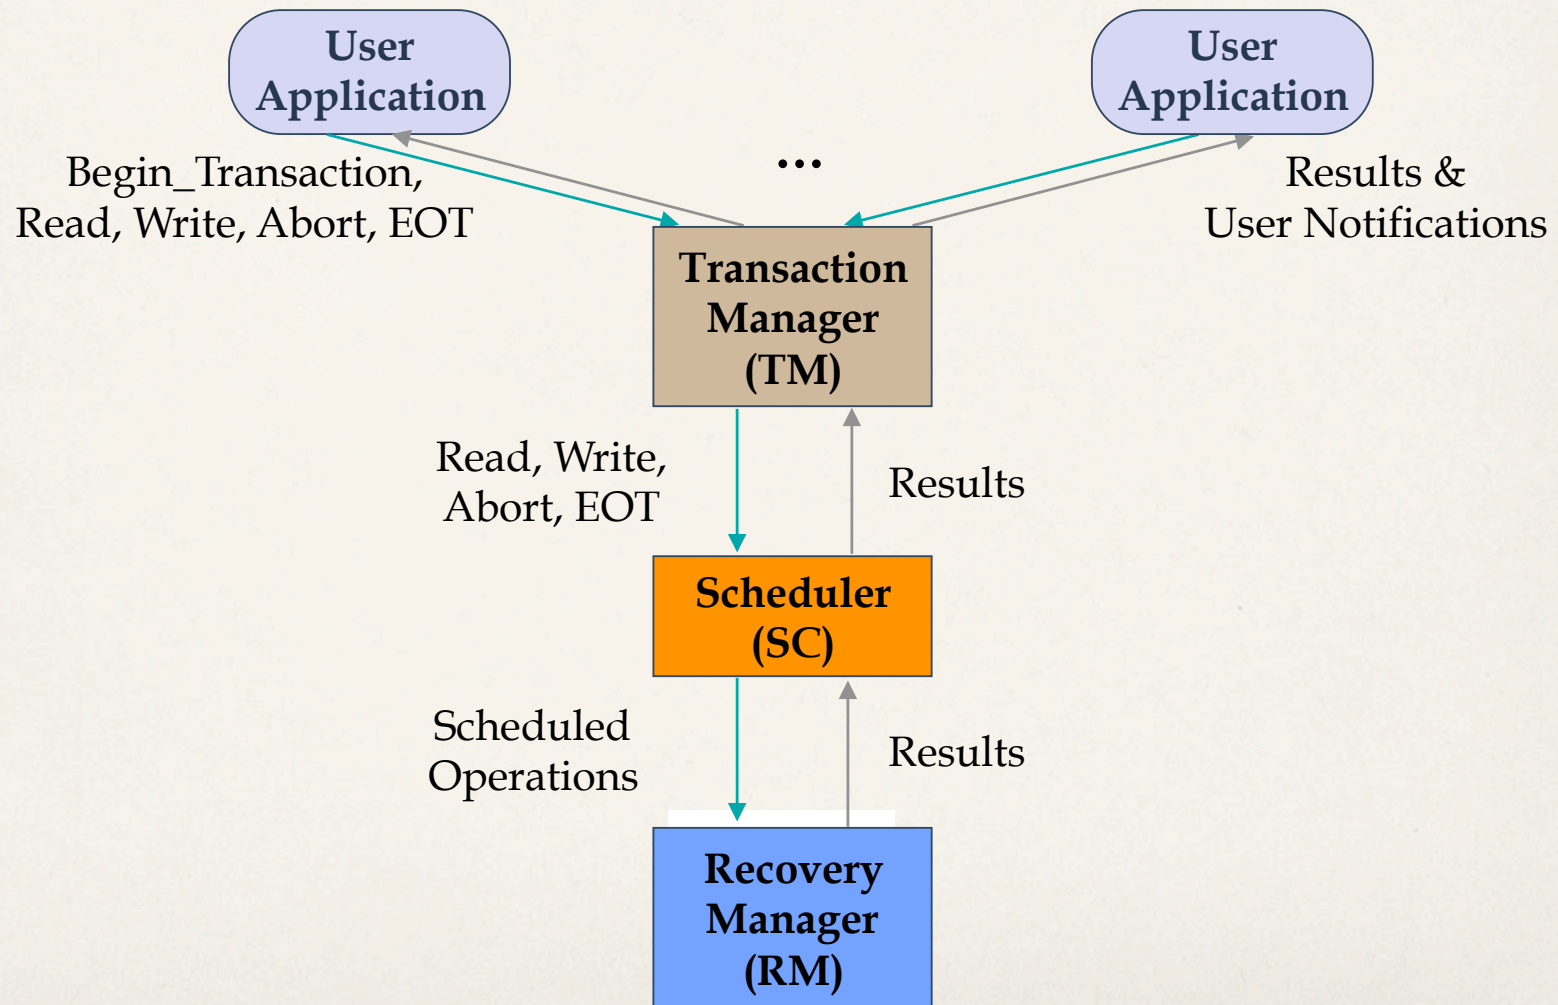 User
Application
User
Application
...
Begin_Transaction,
Read, Write, Abort, EOT
Results &
User Notifications
Transaction
Manager
(TM)
Read, Write,
Abort, EOT
Results
Scheduler
(SC)
Scheduled
Operations
Results
Recovery
Manager
(RM)